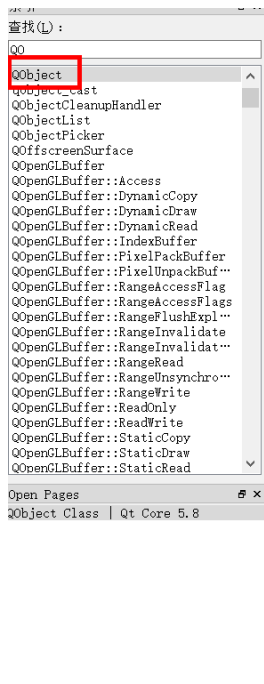 查找(L):
QO
QObject
qobject_cast
QObjectCleanupHandler
QObjectList
QObjectPicker
QOffscreenSurface
QOpenGLBuffer
QOpenGLBuffer::Access
QOpenGLBuffer::DynamicCopy
QOpenGLBuffer::DynamicDraw
QOpenGLBuffer::DynamicRead
QOpenGLBuffer::IndexBuffer
QOpenGLBuffer::PixelPackBuffer
QOpenGLBuffer::PixelUnpackBuf…
QOpenGLBuffer::RangeAccessFlag
QOpenGLBuffer::RangeAccessFlags
QOpenGLBuffer::RangeFlushExpl…
QOpenGLBuffer::RangeInvalidate
QOpenGLBuffer::RangeInvalidat…
QOpenGLBuffer::RangeRead
QOpenGLBuffer::RangeUnsynchro…
QOpenGLBuffer::RangeWrite
QOpenGLBuffer::ReadOnly
QOpenGLBuffer::ReadWrite
QOpenGLBuffer::StaticCopy
QOpenGLBuffer::StaticDraw
QOpenGLBuffer::StaticRead
Open Pages
QObject Class | Qt Core 5.8